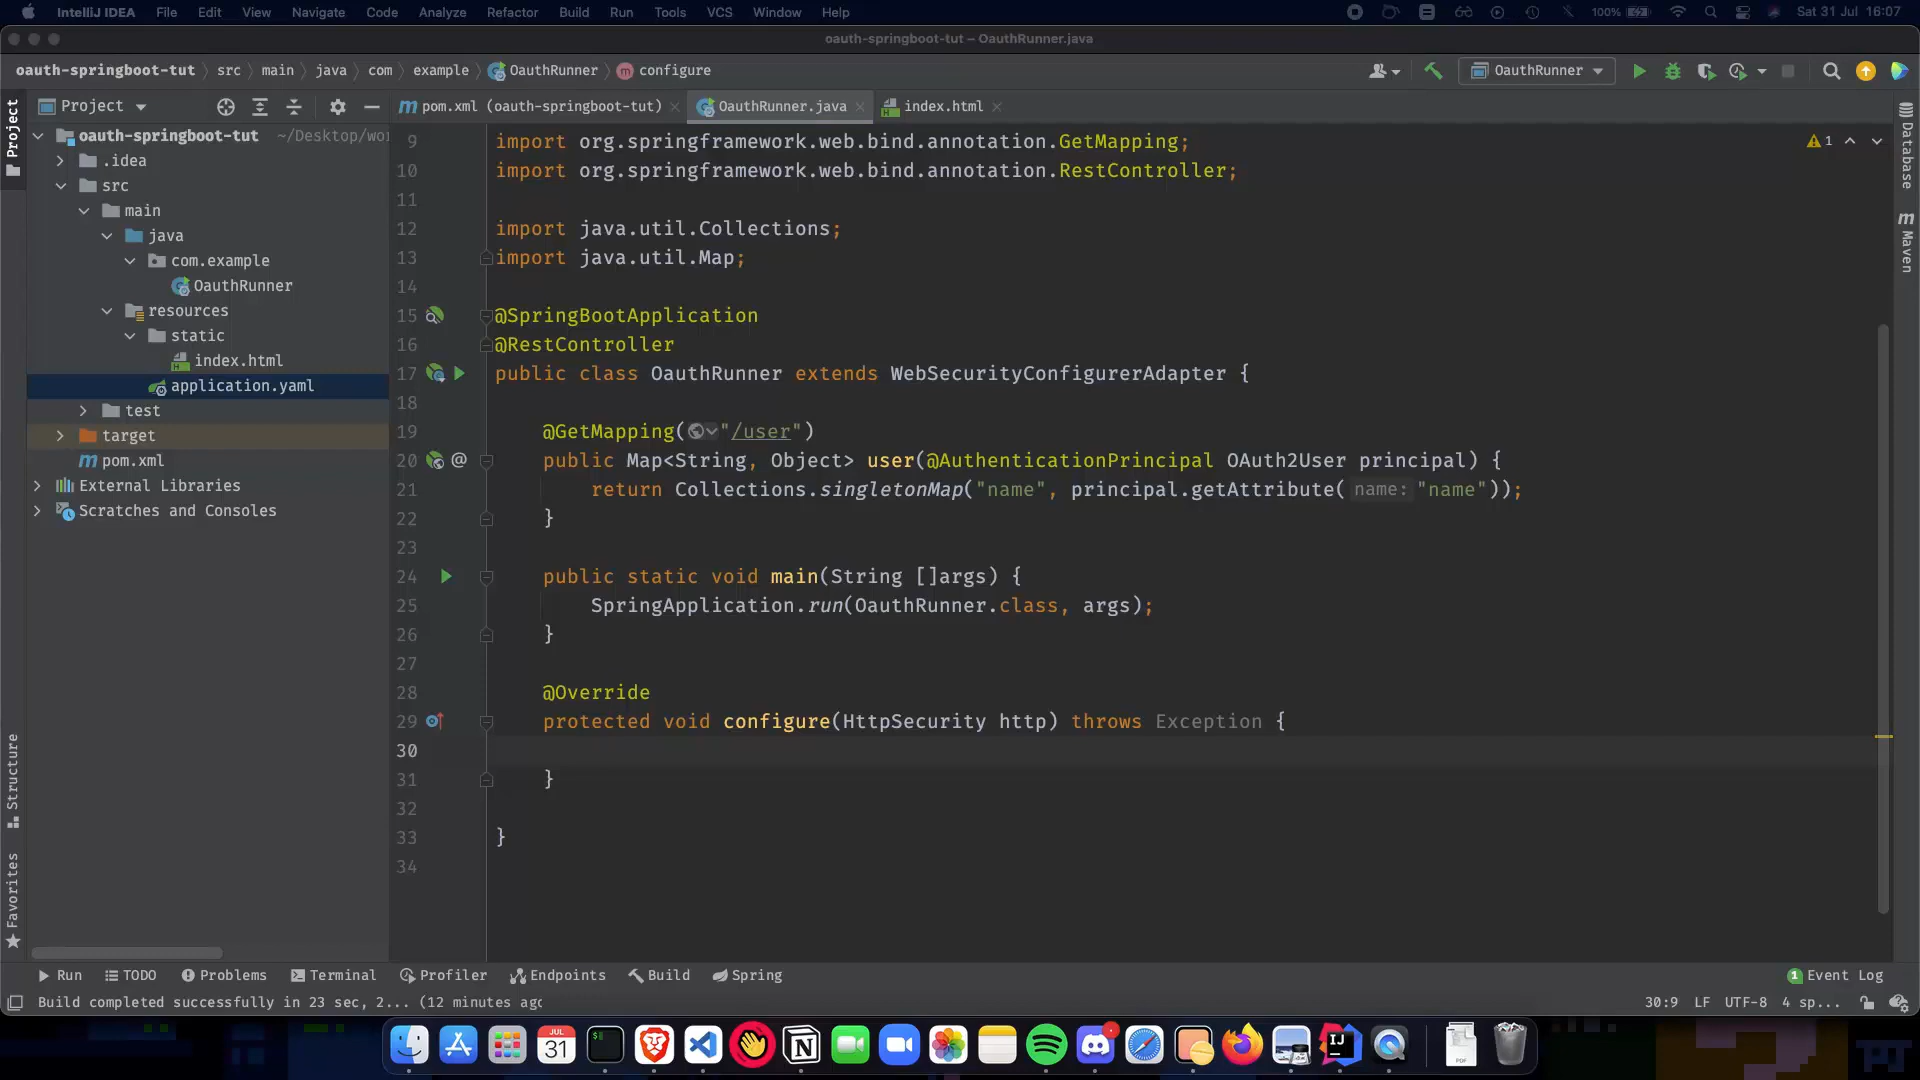 IntelliJ IDEA File Edit View Navigate Code Analyze Refactor Build Run Tools VCS Window Help 100% Sat 31 Jul 16:07
oauth-springboot-tut – OauthRunner.java
oauth-springboot-tut src main java com example OauthRunner m configure OauthRunner
Project
Project
pom.xml (oauth-springboot-tut) OauthRunner.java index.html
oauth-springboot-tut ~/Desktop/wo
.idea
src
main
java
com.example
OauthRunner
resources
static
index.html
application.yaml
test
target
pom.xml
External Libraries
Scratches and Consoles
9 import org.springframework.web.bind.annotation.GetMapping;
10 import org.springframework.web.bind.annotation.RestController;
11
12 import java.util.Collections;
13 import java.util.Map;
14
15 @SpringBootApplication
16 @RestController
17 public class OauthRunner extends WebSecurityConfigurerAdapter {
18
19 @GetMapping("/user")
20 @ public Map<String, Object> user(@AuthenticationPrincipal OAuth2User principal) {
21 return Collections.singletonMap("name", principal.getAttribute( name: "name"));
22 }
23
24 public static void main(String []args) {
25 SpringApplication.run(OauthRunner.class, args);
26 }
27
28 @Override
29 protected void configure(HttpSecurity http) throws Exception {
30
31 }
32
33 }
34
1
Database
Maven
Structure
Favorites
Run TODO Problems Terminal Profiler Endpoints Build Spring 1 Event Log
Build completed successfully in 23 sec, 2... (12 minutes ago 30:9 LF UTF-8 4 sp...
JUL
31
IJ
PDF